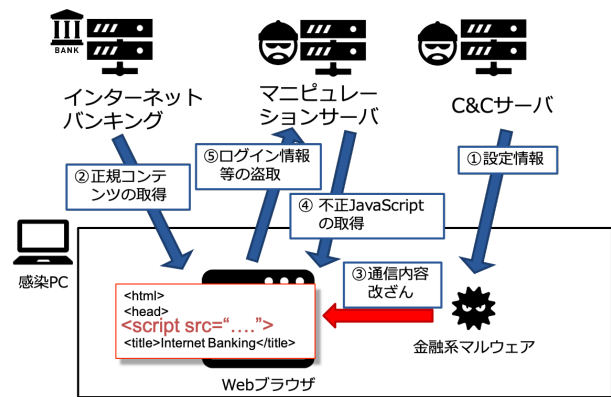 BANK
インターネット
バンキング
マニピュレー
ションサーバ
C&Cサーバ
①設定情報
⑤ログイン情報
等の盗取
②正規コンテ
ンツの取得
④ 不正JavaScript
の取得
③通信内容
改ざん
感染PC
<html>
<head>
<script src=“....”>
<title>Internet Banking</title>
金融系マルウェア
Webブラウザ